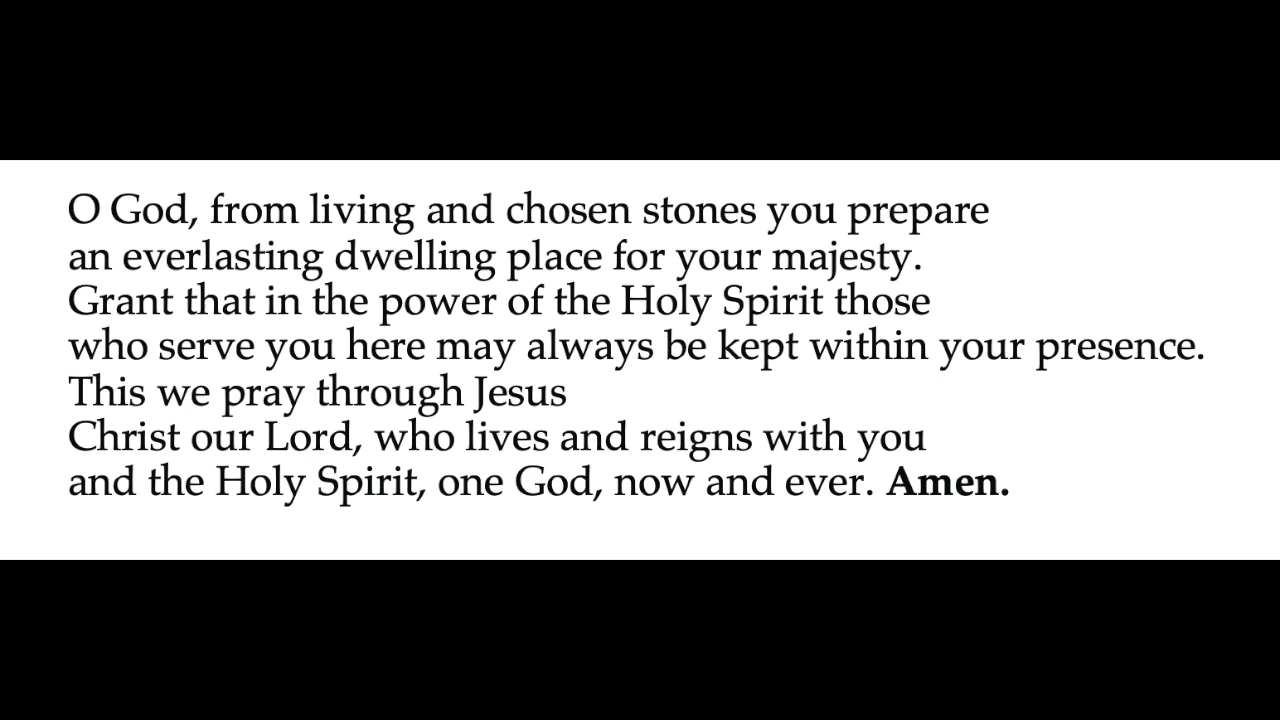 O God, from living and chosen stones you prepare
an everlasting dwelling place for your majesty.
Grant that in the power of the Holy Spirit those
who serve you here may always be kept within your presence.
This we pray through Jesus
Christ our Lord, who lives and reigns with you
and the Holy Spirit, one God, now and ever. Amen.